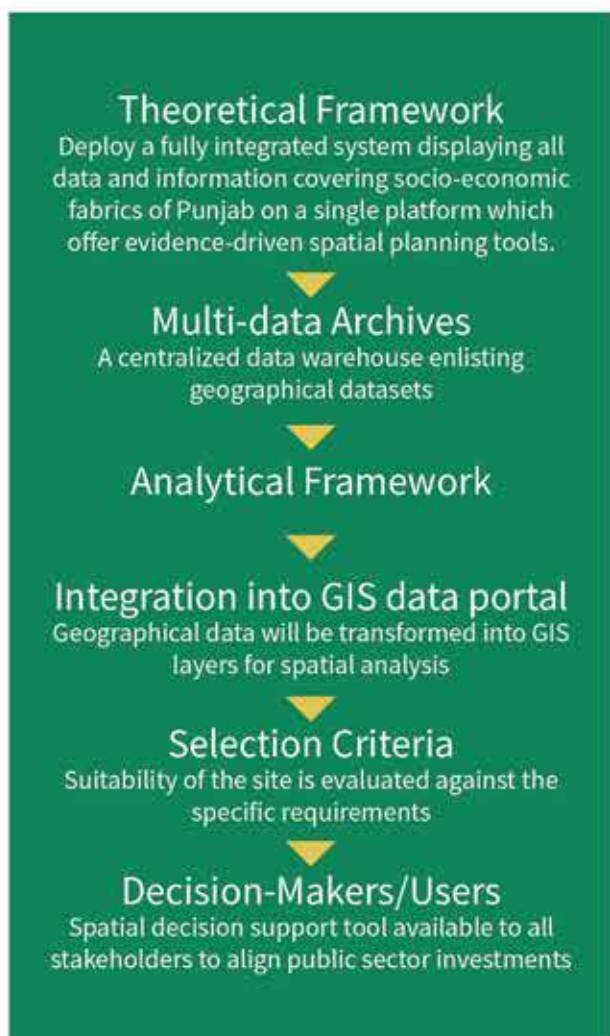 Theoretical Framework
Deploy a fully integrated system displaying all
data and information covering socio-economic
fabrics of Punjab on a single platform which
offer evidence-driven spatial planning tools.
Multi-data Archives
A centralized data warehouse enlisting
geographical datasets
Analytical Framework
Integration into GIS data portal
Geographical data will be transformed into GIS
layers for spatial analysis
Selection Criteria
Suitability of the site is evaluated against the
specific requirements
Decision-Makers/Users
Spatial decision support tool available to all
stakeholders to align public sector investments